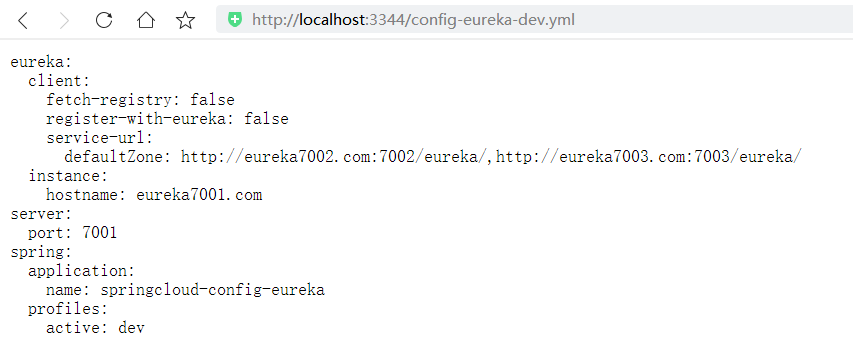 http://localhost:3344/config-eureka-dev.yml
eureka:
  client:
    fetch-registry: false
    register-with-eureka: false
    service-url:
      defaultZone: http://eureka7002.com:7002/eureka/,http://eureka7003.com:7003/eureka/
  instance:
    hostname: eureka7001.com
server:
  port: 7001
spring:
  application:
    name: springcloud-config-eureka
  profiles:
    active: dev